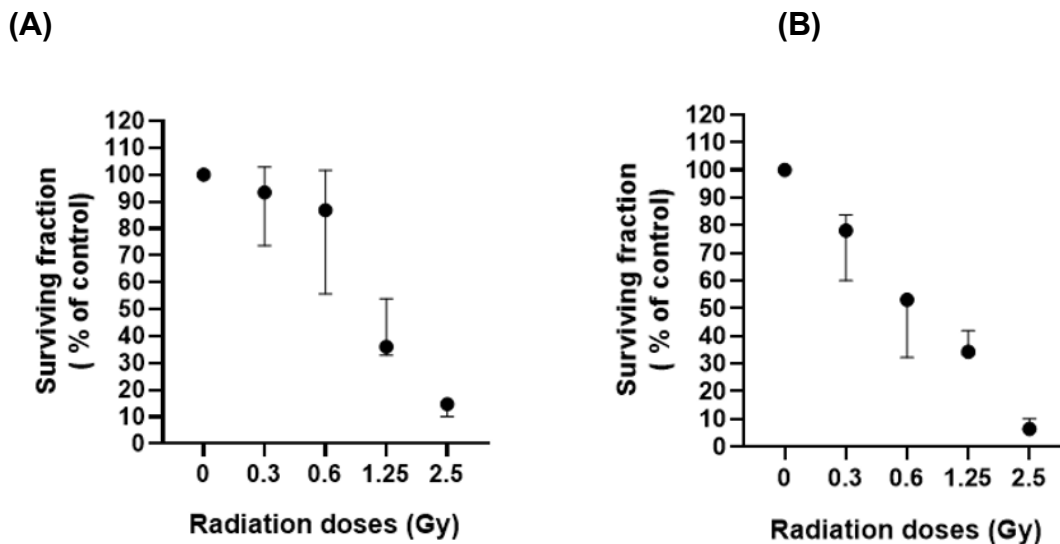 (A)
(B)
120
110
100
90
80
70
60
50
40
30
20
10
0
Surviving fraction
( % of control)
0 0.3 0.6 1.25 2.5
Radiation doses (Gy)
120
110
100
80
70
60
50
40
30
20
10
0
Surviving fraction
( % of control)
0 0.3 0.6 1.25 2.5
Radiation doses (Gy)